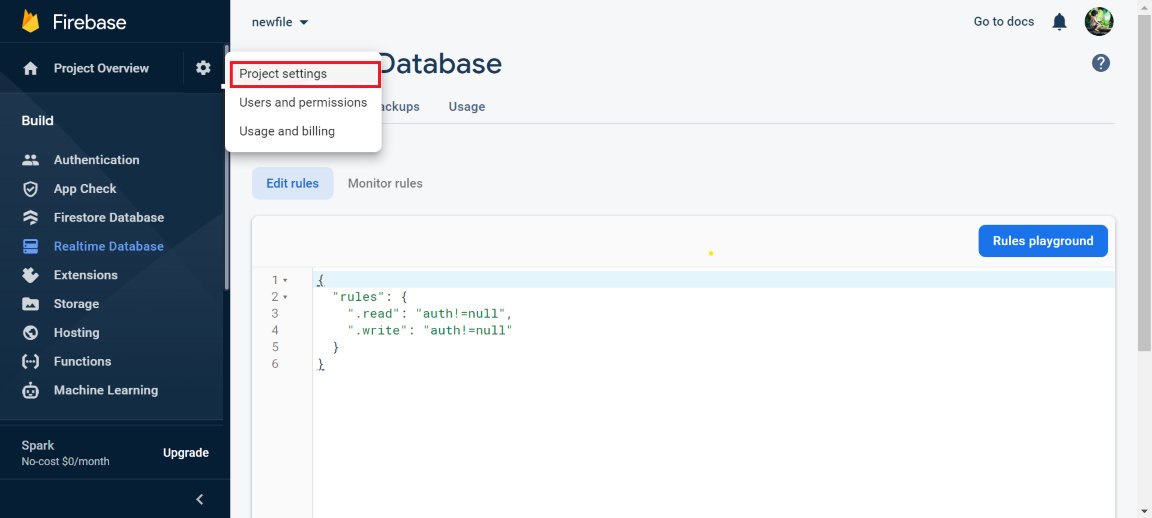 Firebase
newfile
Go to docs
Project Overview
Database
Project settings
Users and permissions
Usage and billing
ackups
Usage
Build
Authentication
App Check
Firestore Database
Realtime Database
Extensions
Storage
Hosting
Functions
Machine Learning
Spark
No-cost $0/month
Upgrade
Edit rules
Monitor rules
Rules playground
1 {
2 "rules": {
3 ".read": "auth!=null",
4 ".write": "auth!=null"
5 }
6 }